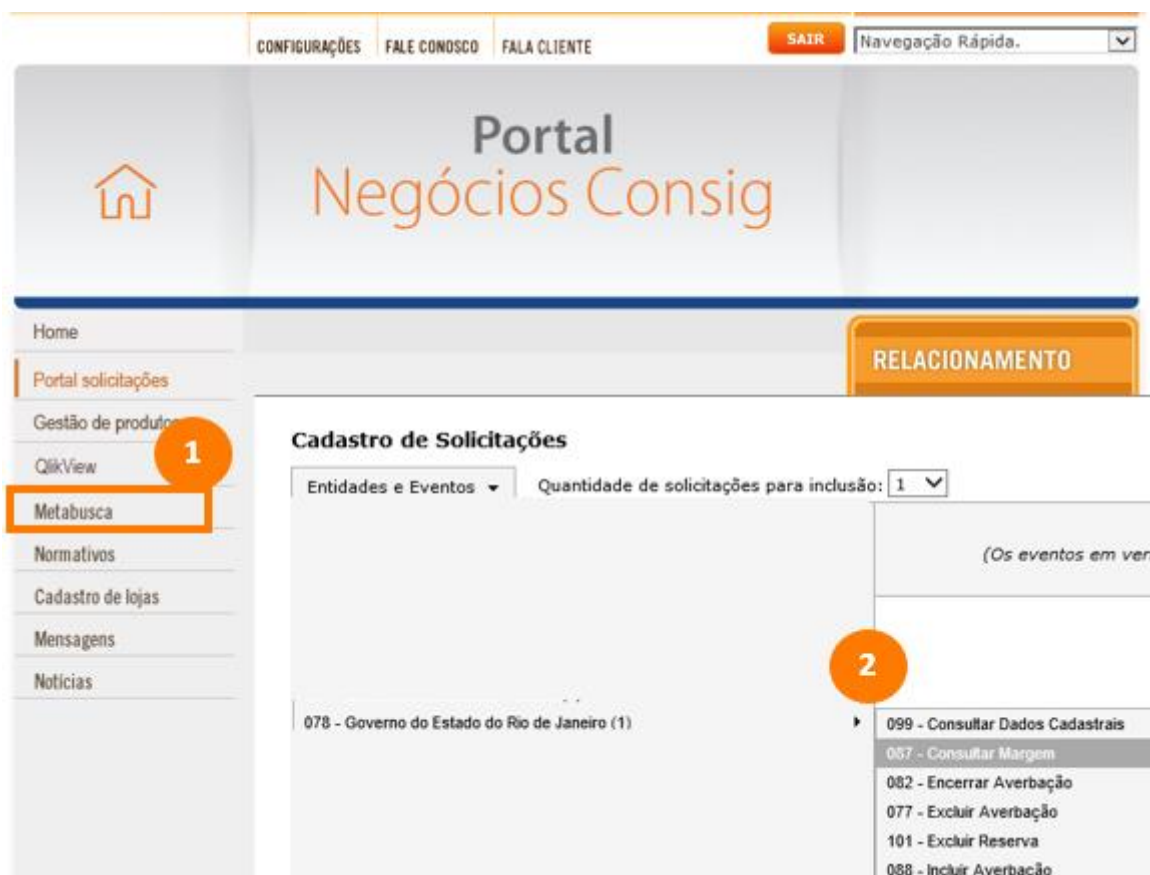 CONFIGURAÇÕES FALE CONOSCO FALA CLIENTE SAIR Navegação Rápida.
Portal
Negócios Consig
Home
Portal solicitações
Gestão de produtos
QlikView
Metabusca
Normativos
Cadastro de lojas
Mensagens
Notícias
1
RELACIONAMENTO
Cadastro de Solicitações
Entidades e Eventos Quantidade de solicitações para inclusão: 1
(Os eventos em ver
2
078 - Governo do Estado do Rio de Janeiro (1)
099 - Consultar Dados Cadastrais
087 - Consultar Margem
082 - Encerrar Averbação
077 - Excluir Averbação
101 - Excluir Reserva
088 - Incluir Averbação